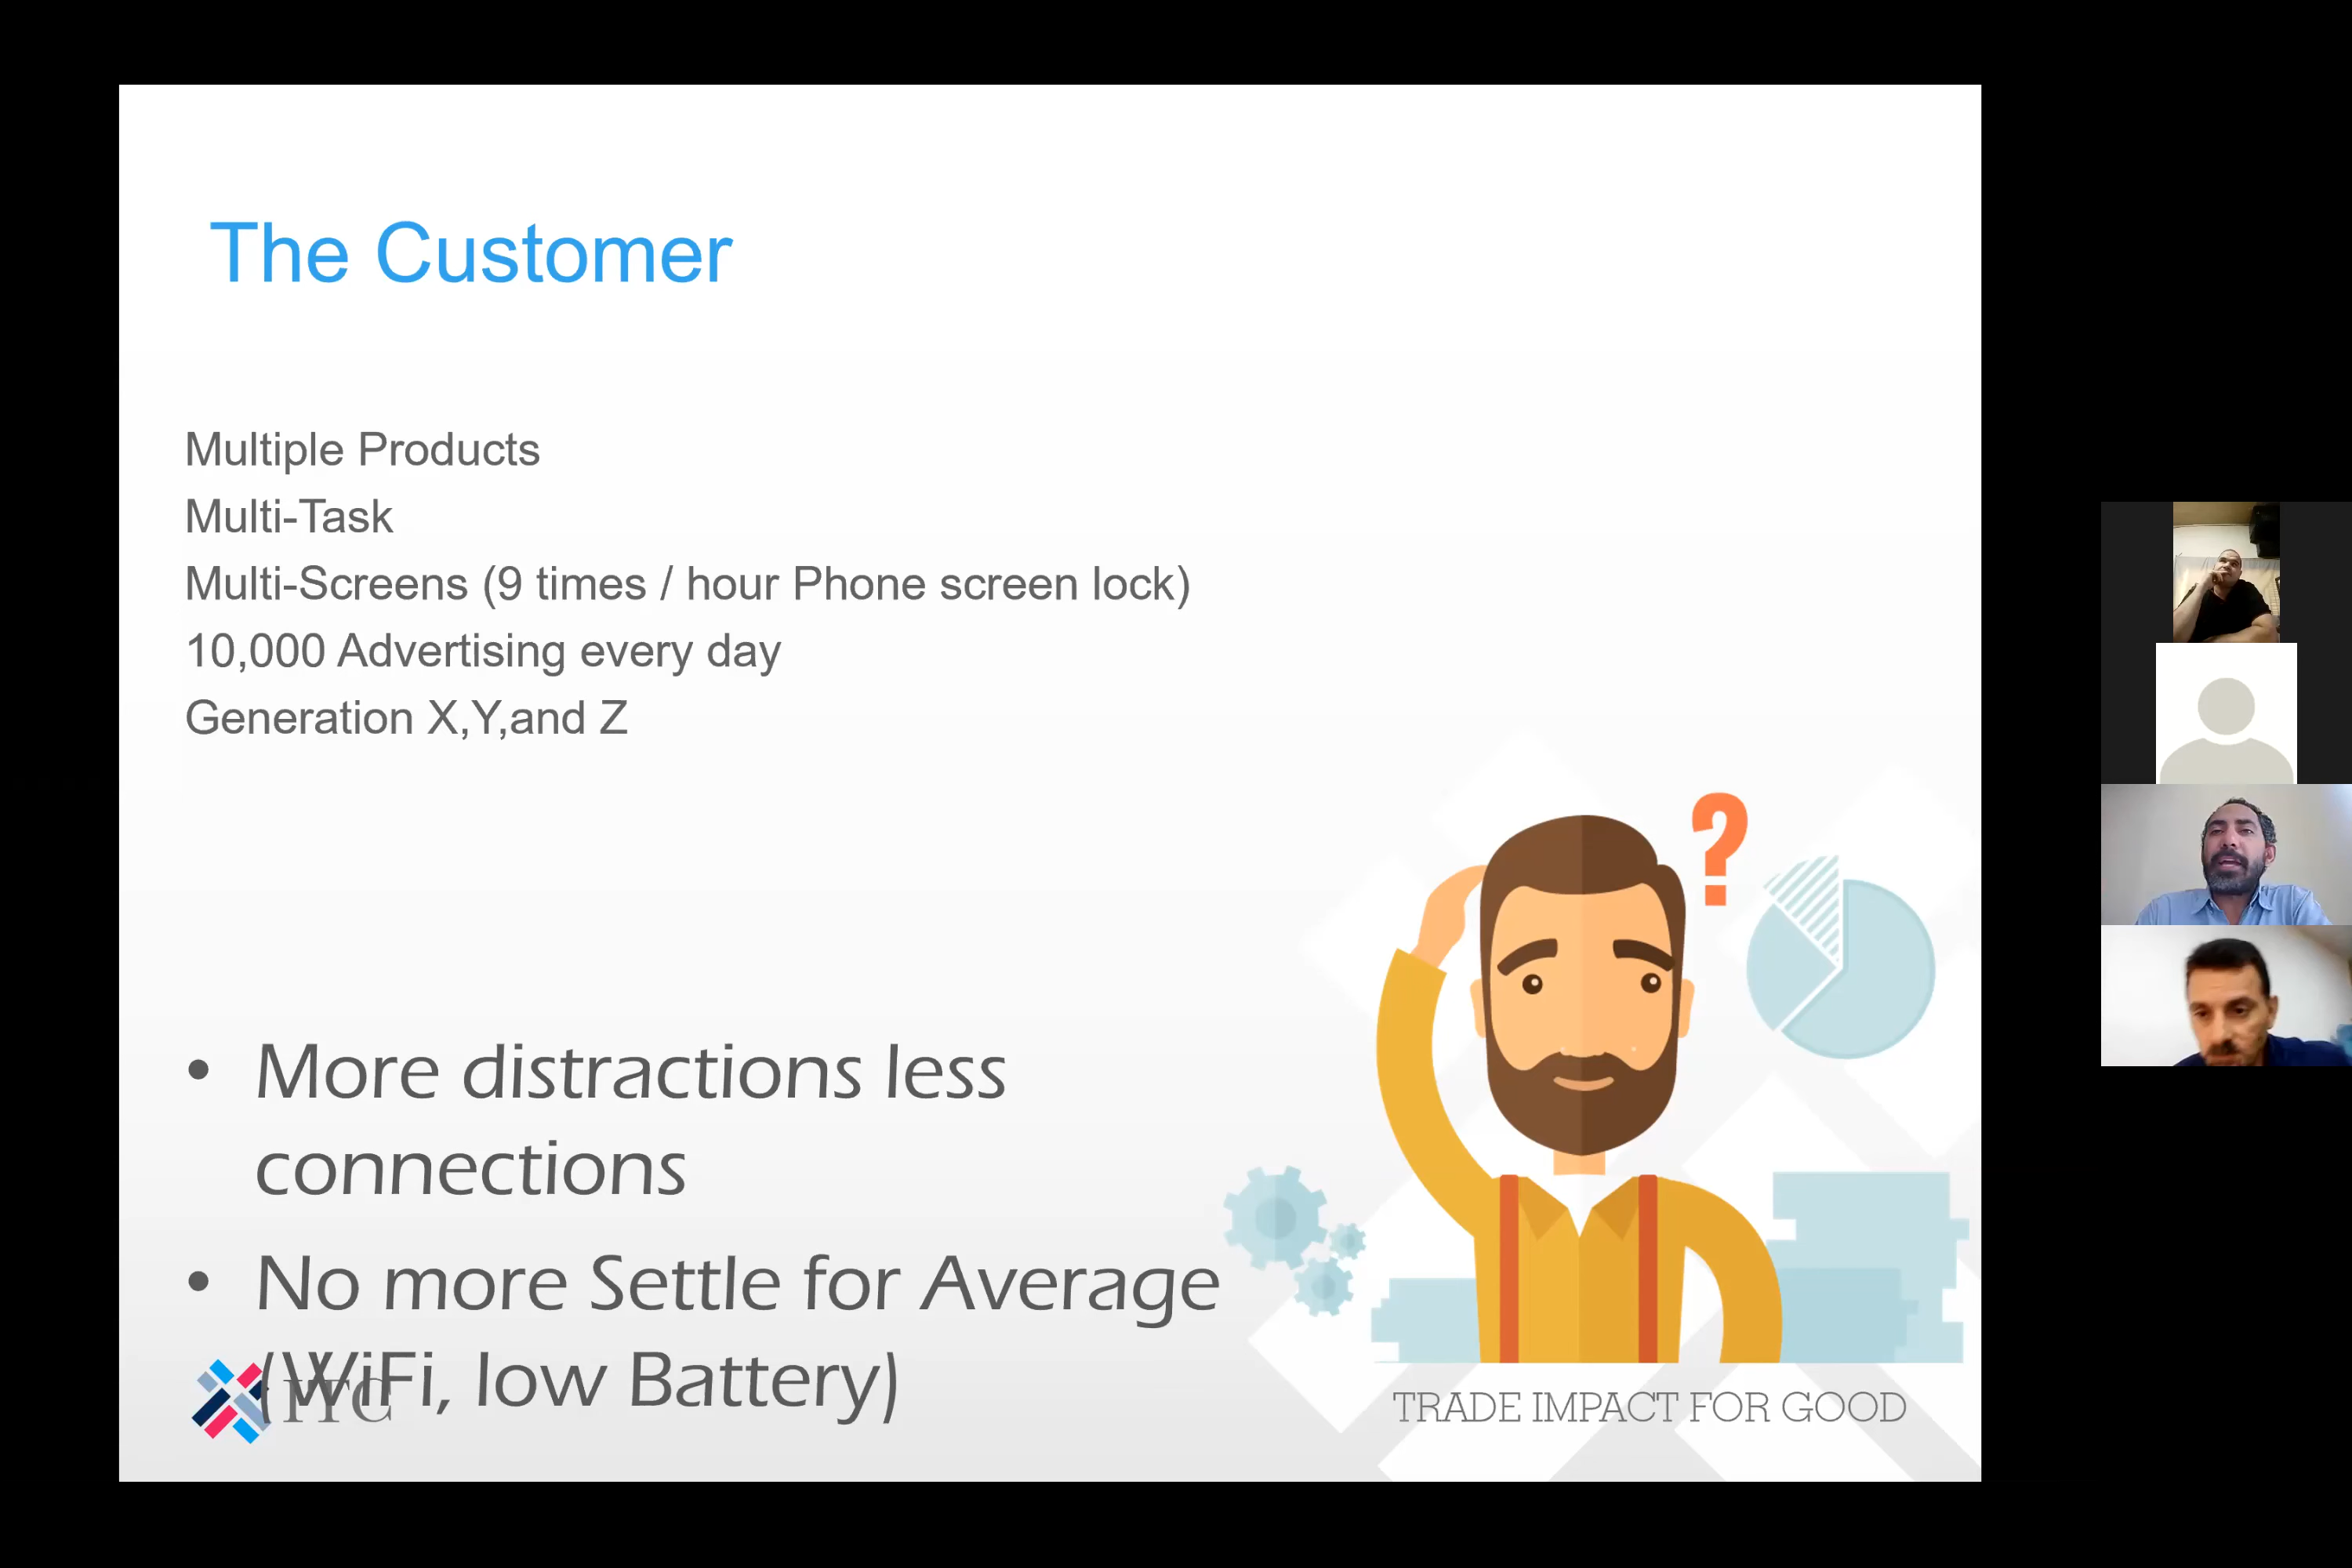 The Customer
Multiple Products
Multi-Task
Multi-Screens (9 times / hour Phone screen lock)
10,000 Advertising every day
Generation X,Y,and Z
?
• More distractions less
connections
• No more Settle for Average
(WiFi, low Battery)
ITC
TRADE IMPACT FOR GOOD